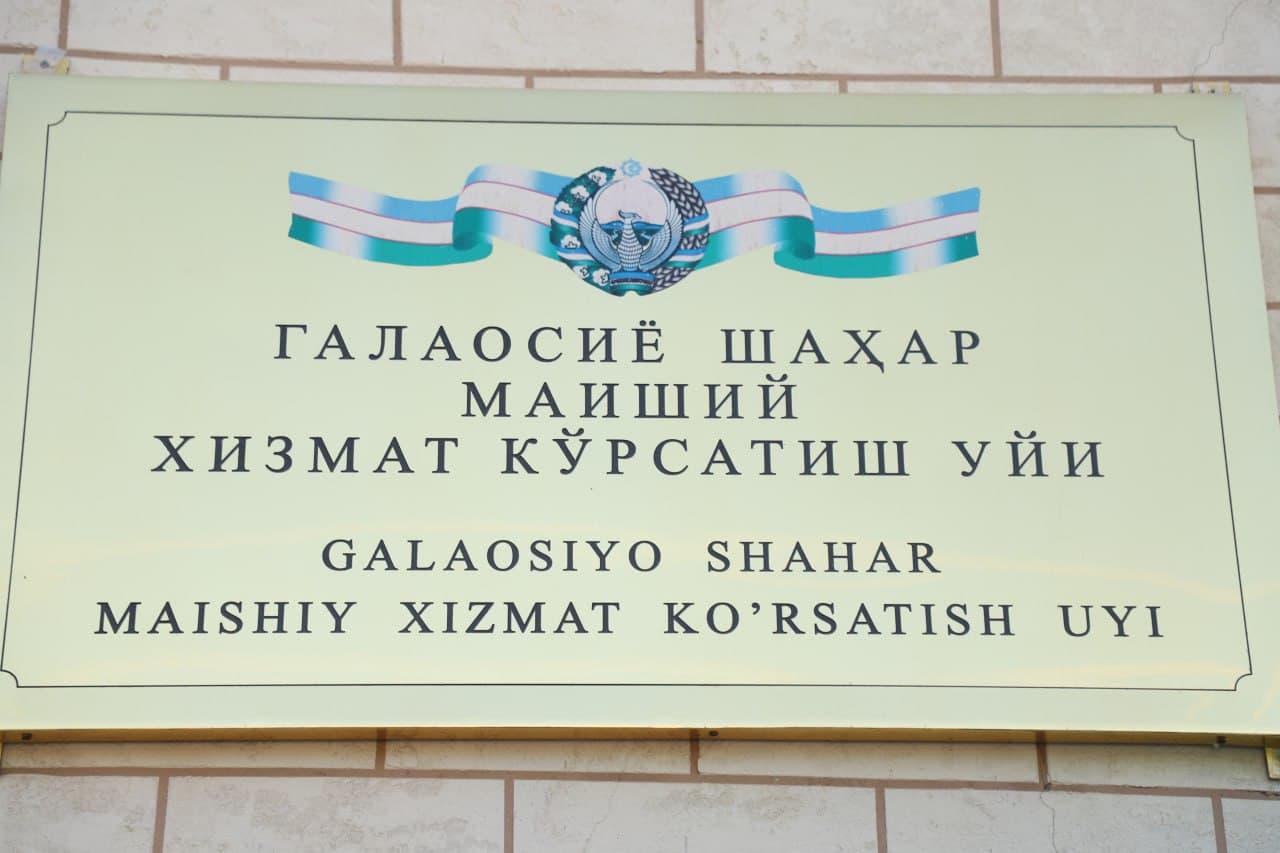 ГАЛАОСИЁ ШАҲАР
МАИШИЙ
ХИЗМАТ КЎРСАТИШ УЙИ
GALAOSIYO SHAHAR
MAISHIY XIZMAT KO’RSATISH UYI